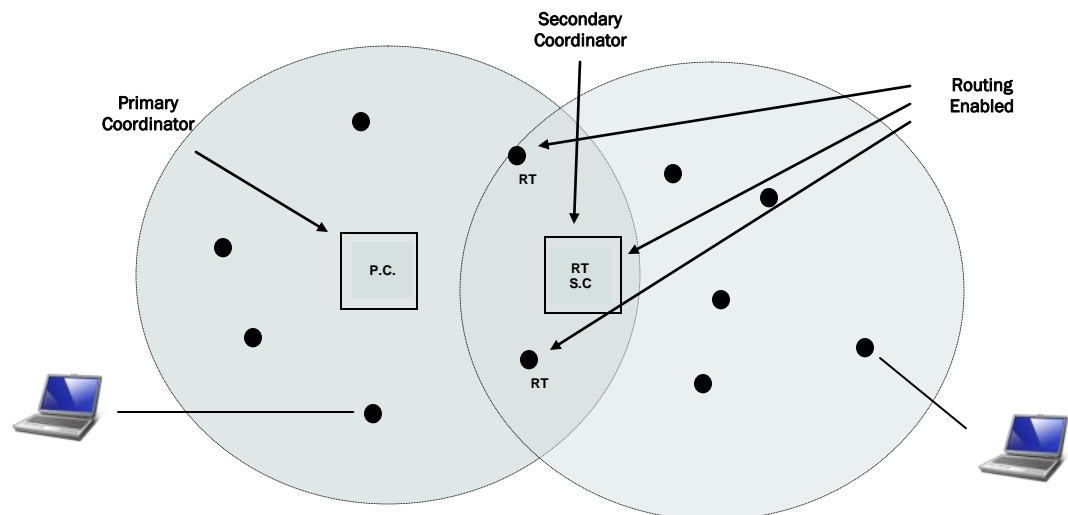 Secondary
Coordinator
Primary
Coordinator
Routing
Enabled
RT
P.C.
RT
S.C
RT